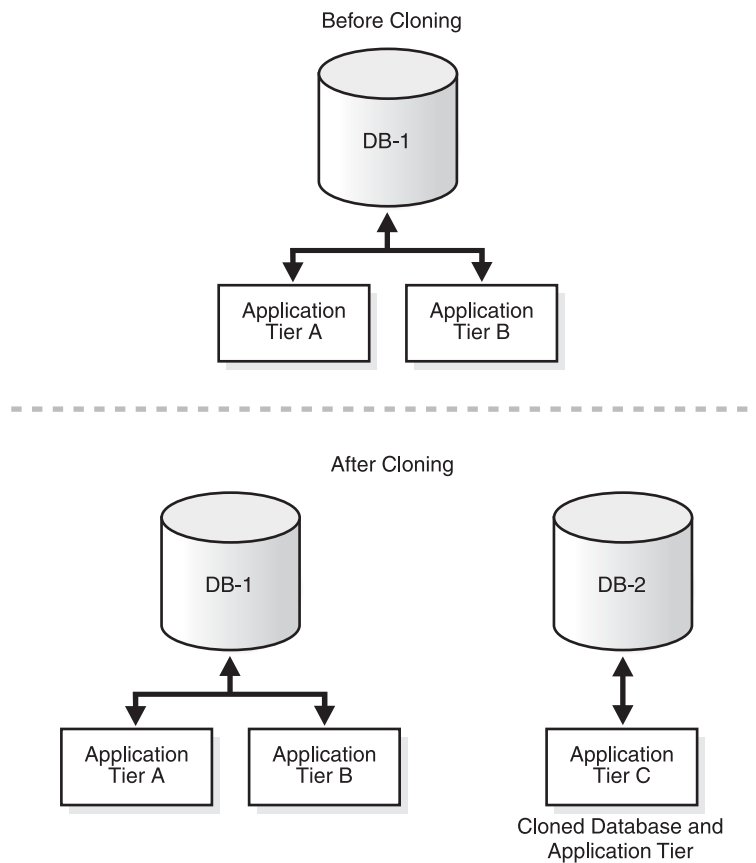 Before Cloning
DB-1
Application
Tier A
Application
Tier B
After Cloning
DB-1
DB-2
Application
Tier A
Application
Tier B
Application
Tier C
Cloned Database and
Application Tier